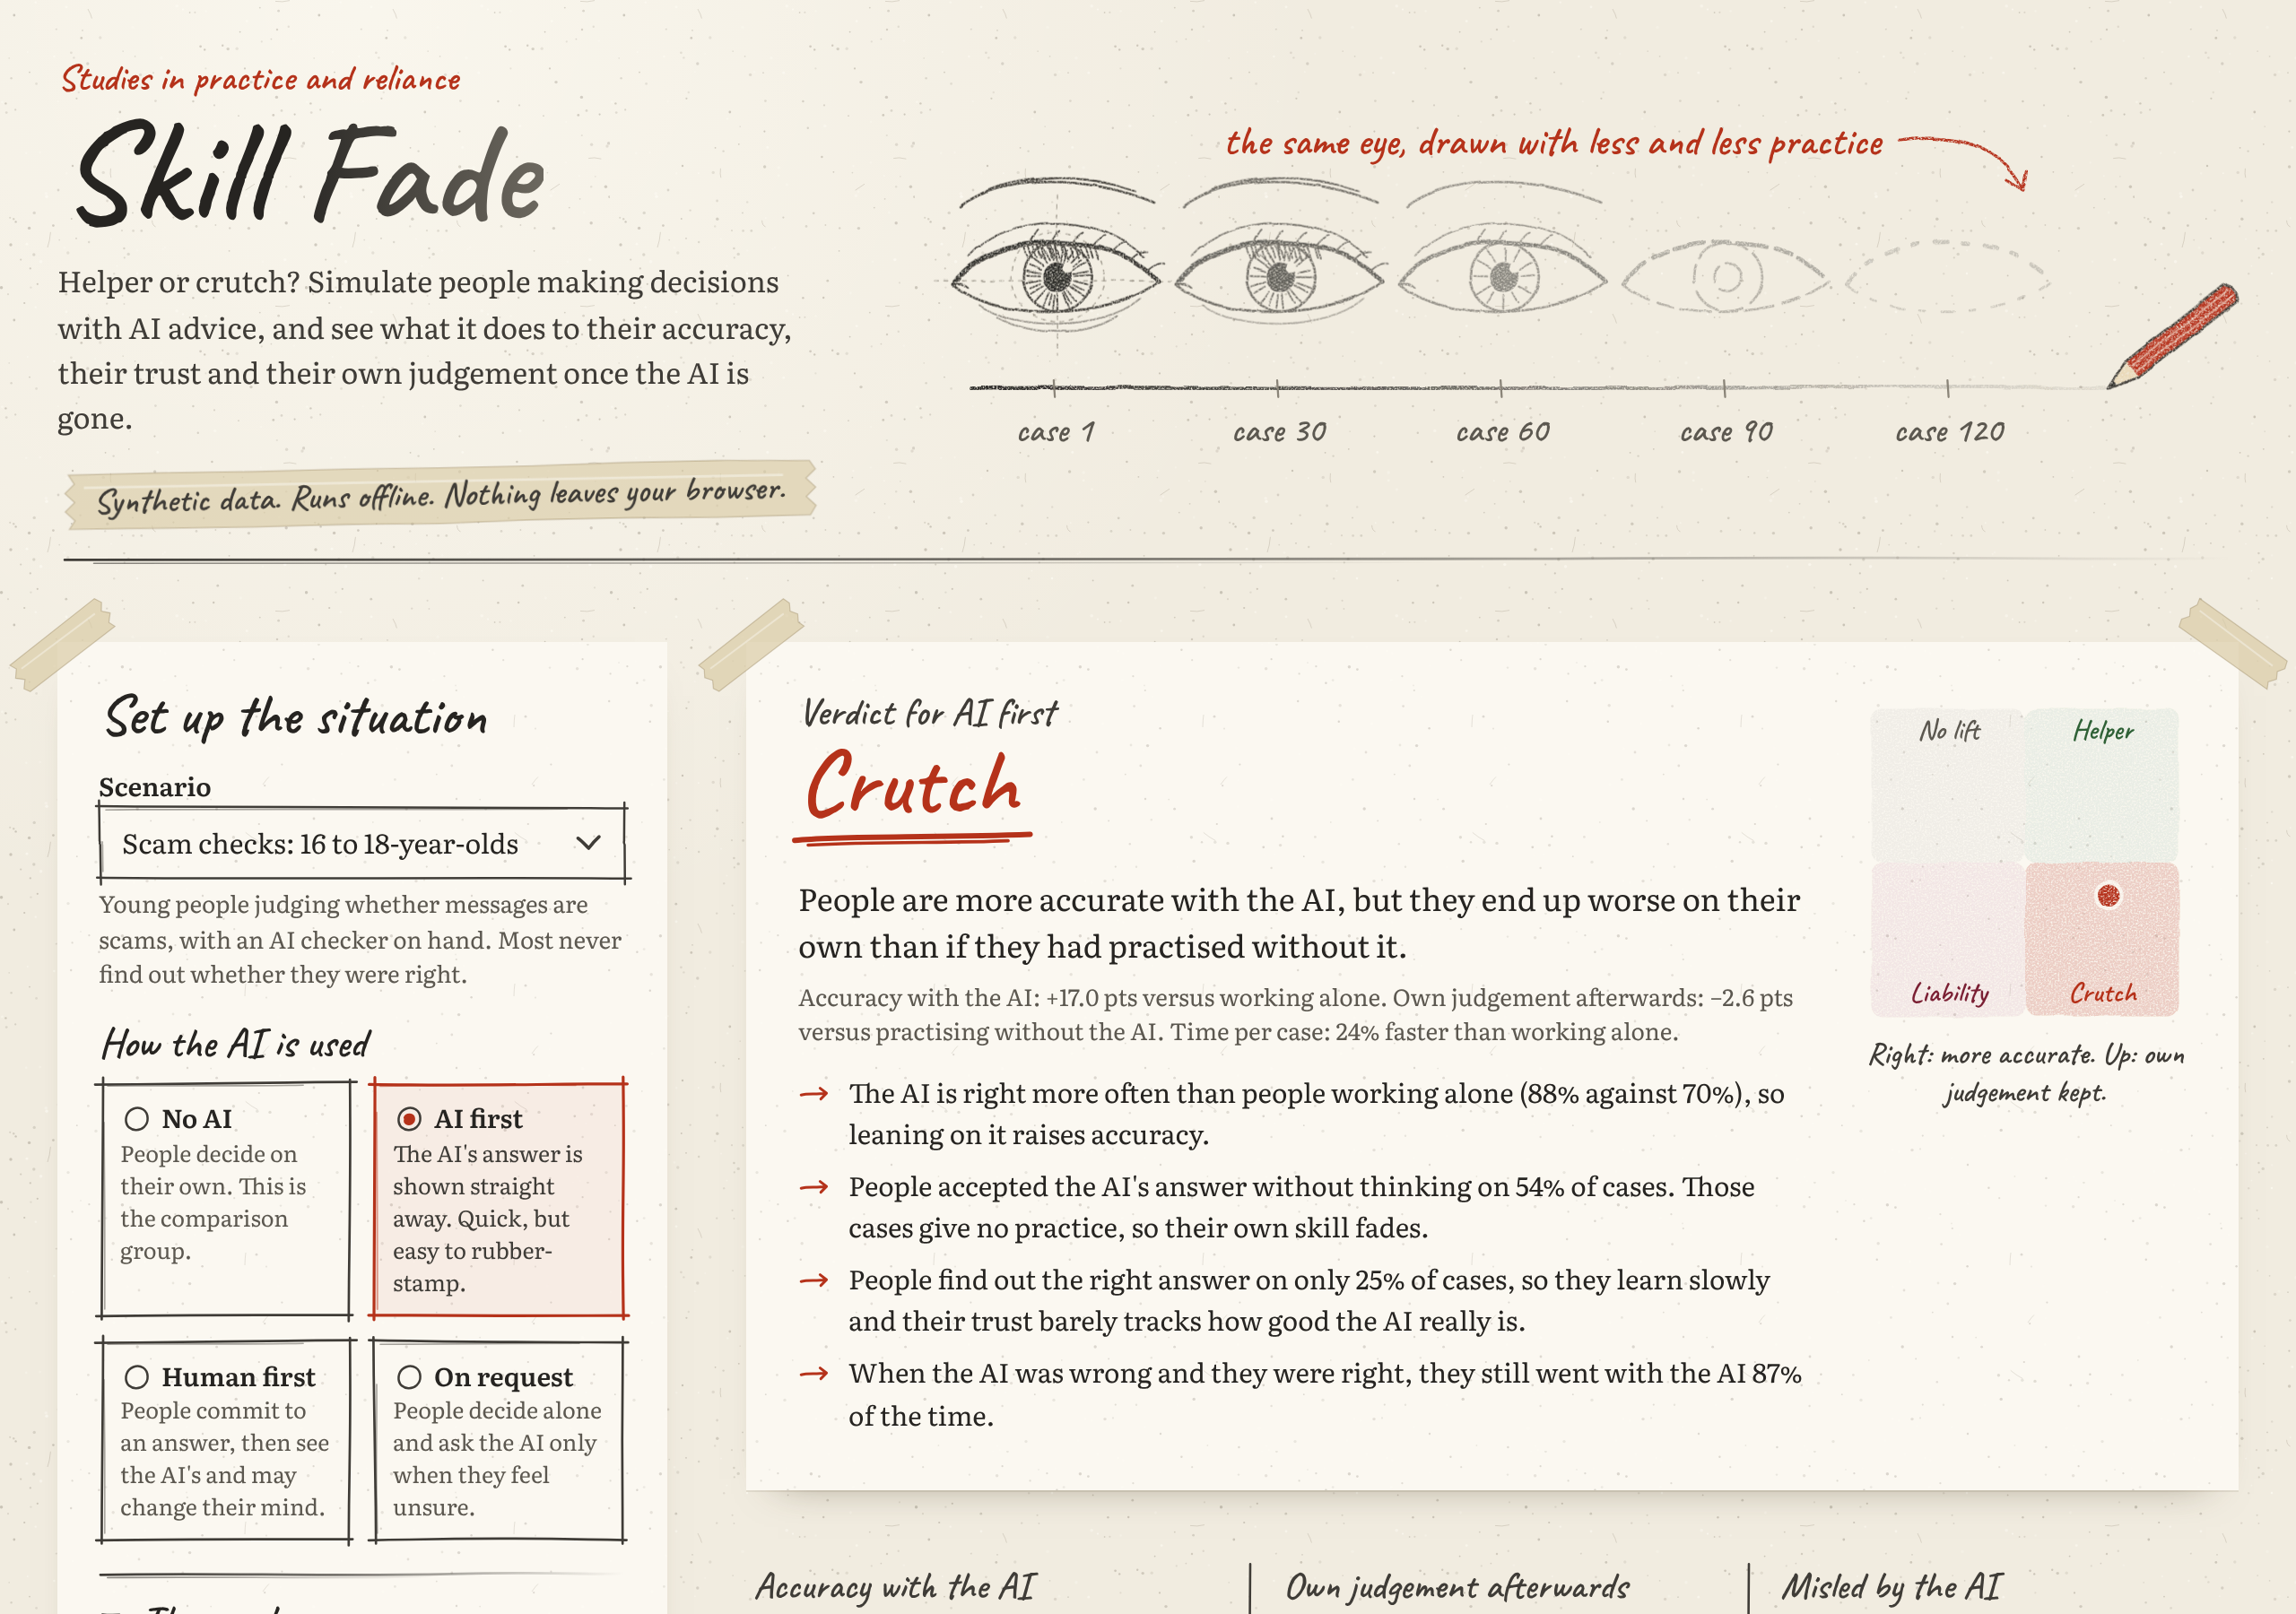 Studies in practice and reliance
Skill Fade
Helper or crutch? Simulate people making decisions
with AI advice, and see what it does to their accuracy,
their trust and their own judgement once the AI is
gone.
Synthetic data. Runs offline. Nothing leaves your browser.
the same eye, drawn with less and less practice
case 1
case 30
case 60
case 90
case 120
Set up the situation
Scenario
Scam checks: 16 to 18-year-olds
Young people judging whether messages are
scams, with an AI checker on hand. Most never
find out whether they were right.
How the AI is used
No AI
People decide on
their own. This is
the comparison
group.
AI first
The AI's answer is
shown straight
away. Quick, but
easy to rubber-
stamp.
Human first
People commit to
an answer, then see
the AI's and may
change their mind.
On request
People decide alone
and ask the AI only
when they feel
unsure.
Verdict for AI first
Crutch
People are more accurate with the AI, but they end up worse on their
own than if they had practised without it.
Accuracy with the AI: +17.0 pts versus working alone. Own judgement afterwards: −2.6 pts
versus practising without the AI. Time per case: 24% faster than working alone.
The AI is right more often than people working alone (88% against 70%), so
leaning on it raises accuracy.
People accepted the AI's answer without thinking on 54% of cases. Those
cases give no practice, so their own skill fades.
People find out the right answer on only 25% of cases, so they learn slowly
and their trust barely tracks how good the AI really is.
When the AI was wrong and they were right, they still went with the AI 87%
of the time.
No lift
Helper
Liability
Crutch
Right: more accurate. Up: own
judgement kept.
Accuracy with the AI
Own judgement afterwards
Misled by the AI